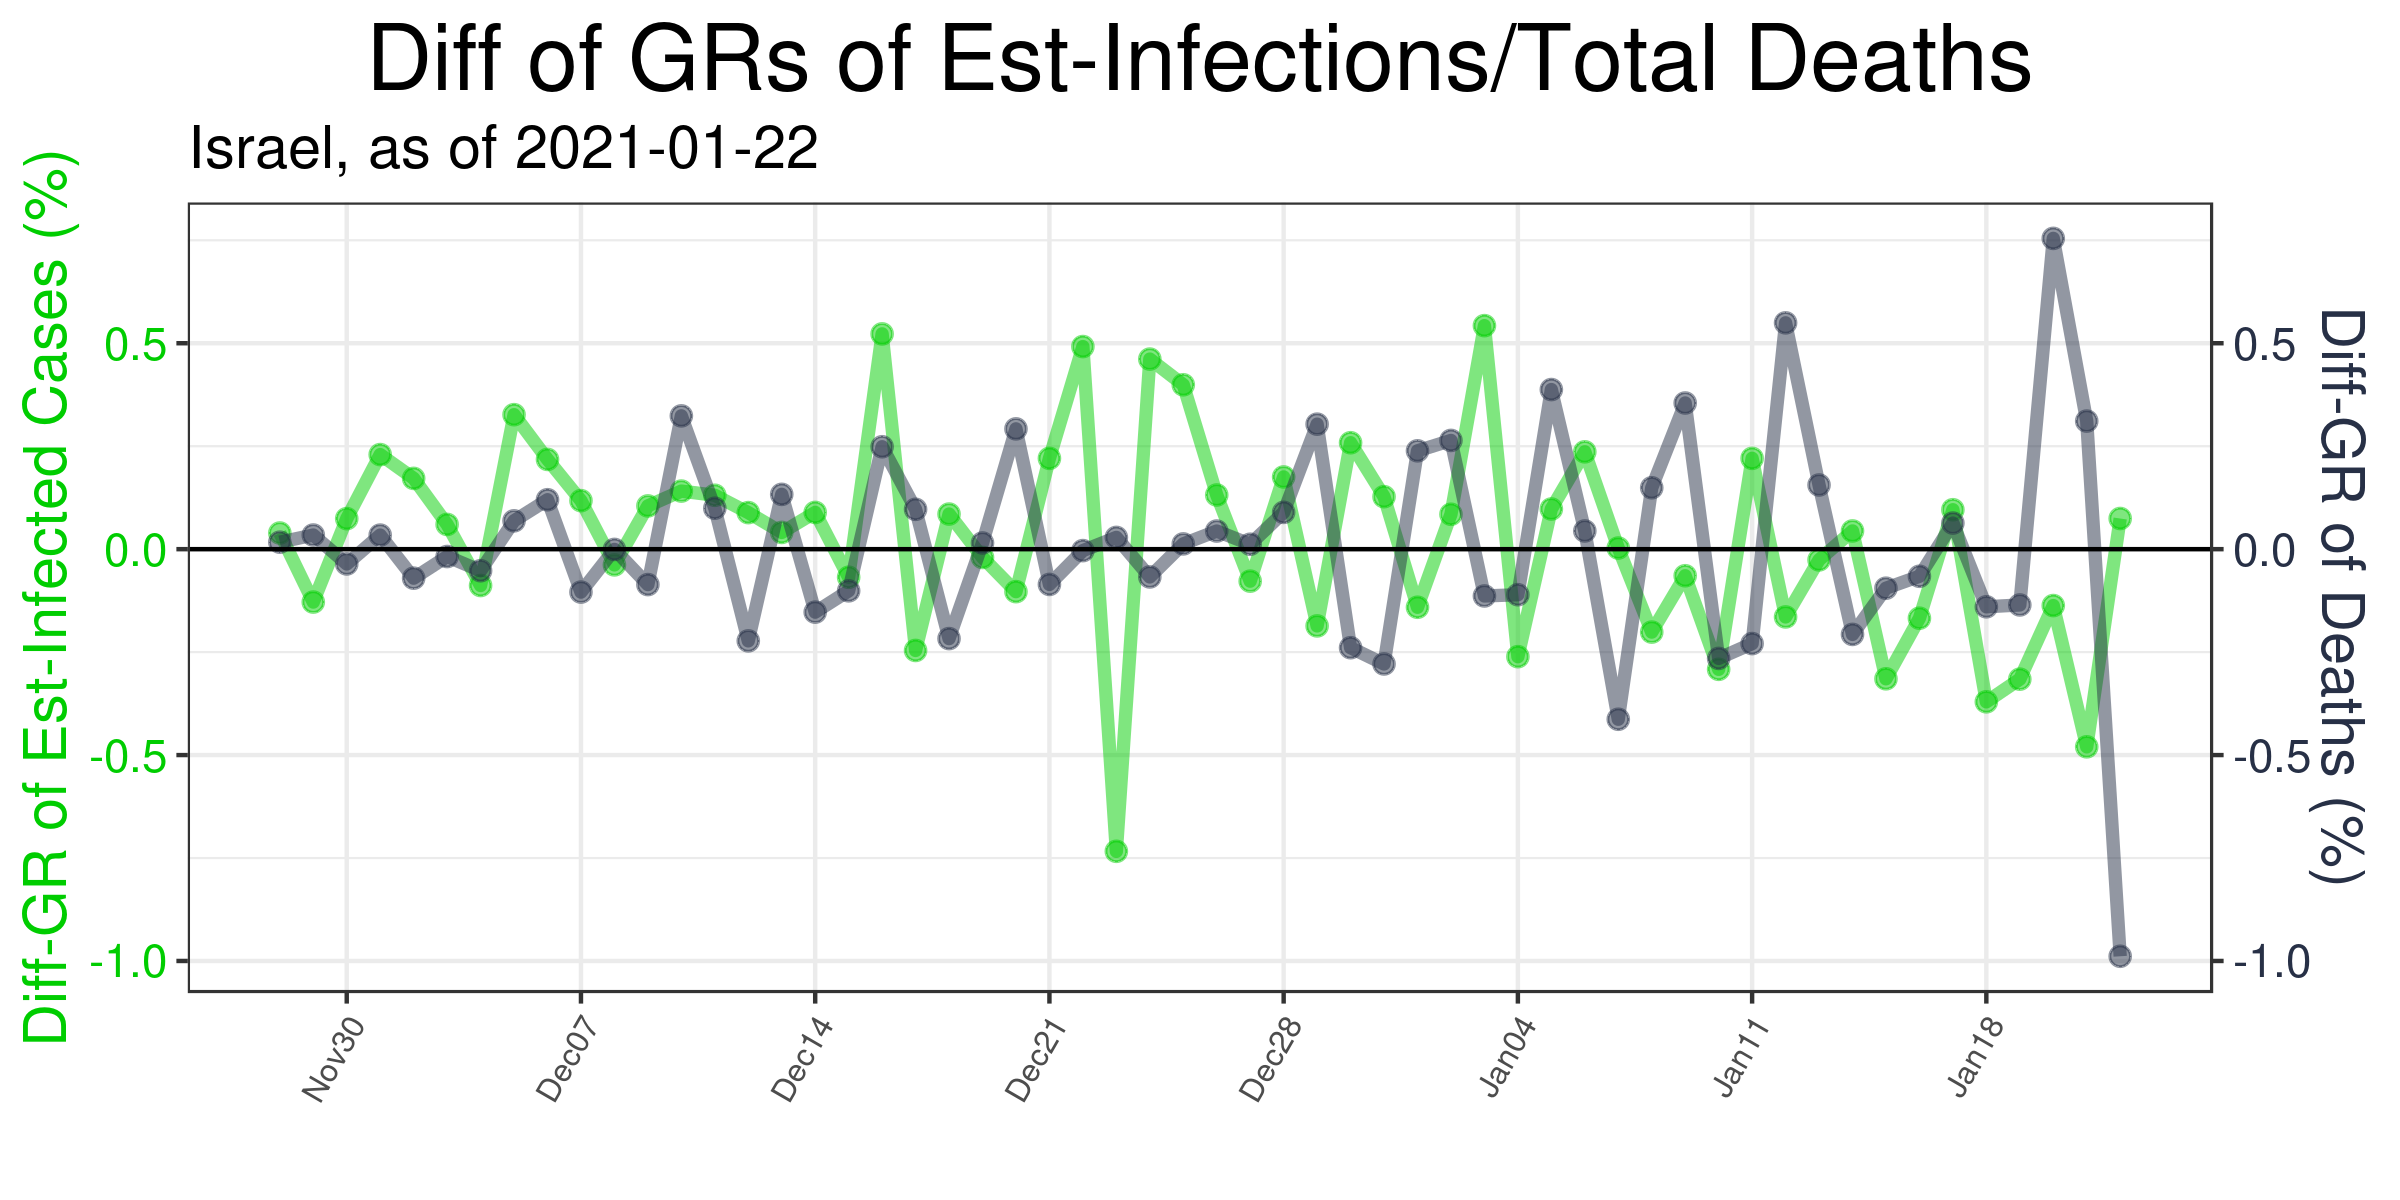 Diff of GRs of Est-Infections/Total Deaths
Israel, as of 2021-01-22
Diff-GR of Est-Infected Cases (%)
0.5
0.0
-0.5
-1.0
0.5
0.0
-0.5
-1.0
Diff-GR of Deaths (%)
Nov30
Dec07
Dec14
Dec21
Dec28
Jan04
Jan11
Jan18